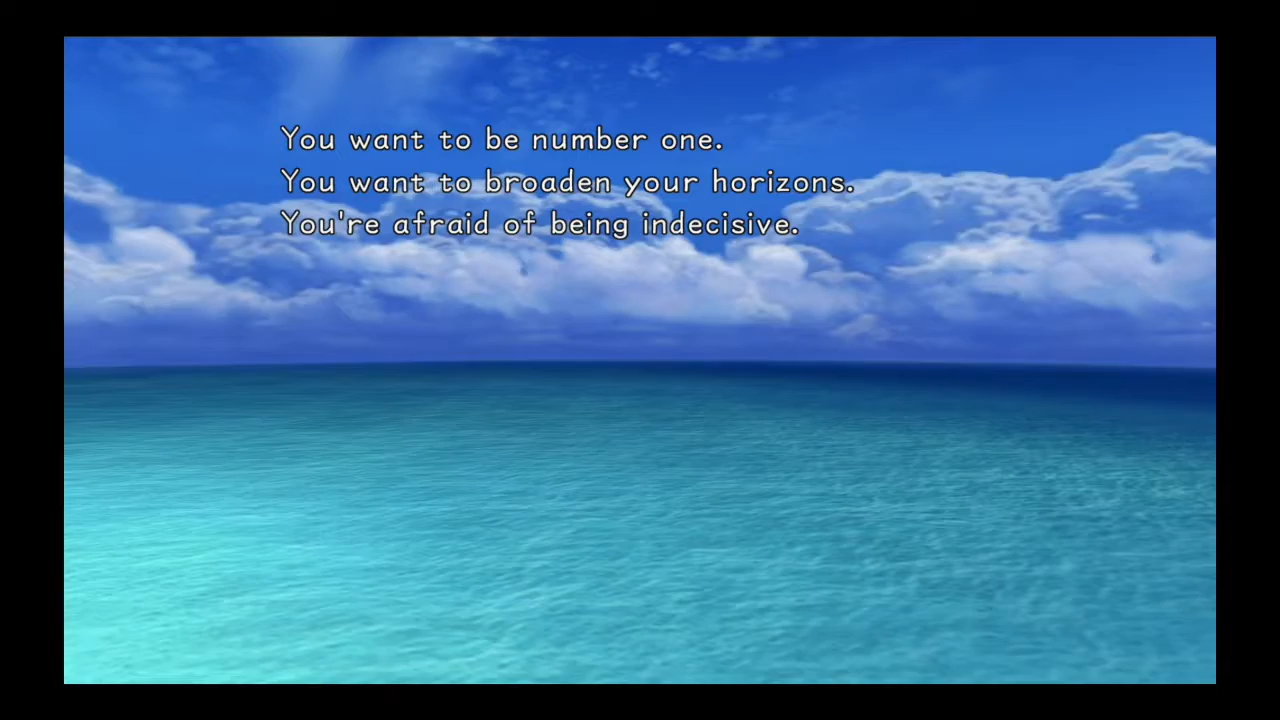 You want to be number one.
You want to broaden your horizons.
You're afraid of being indecisive.